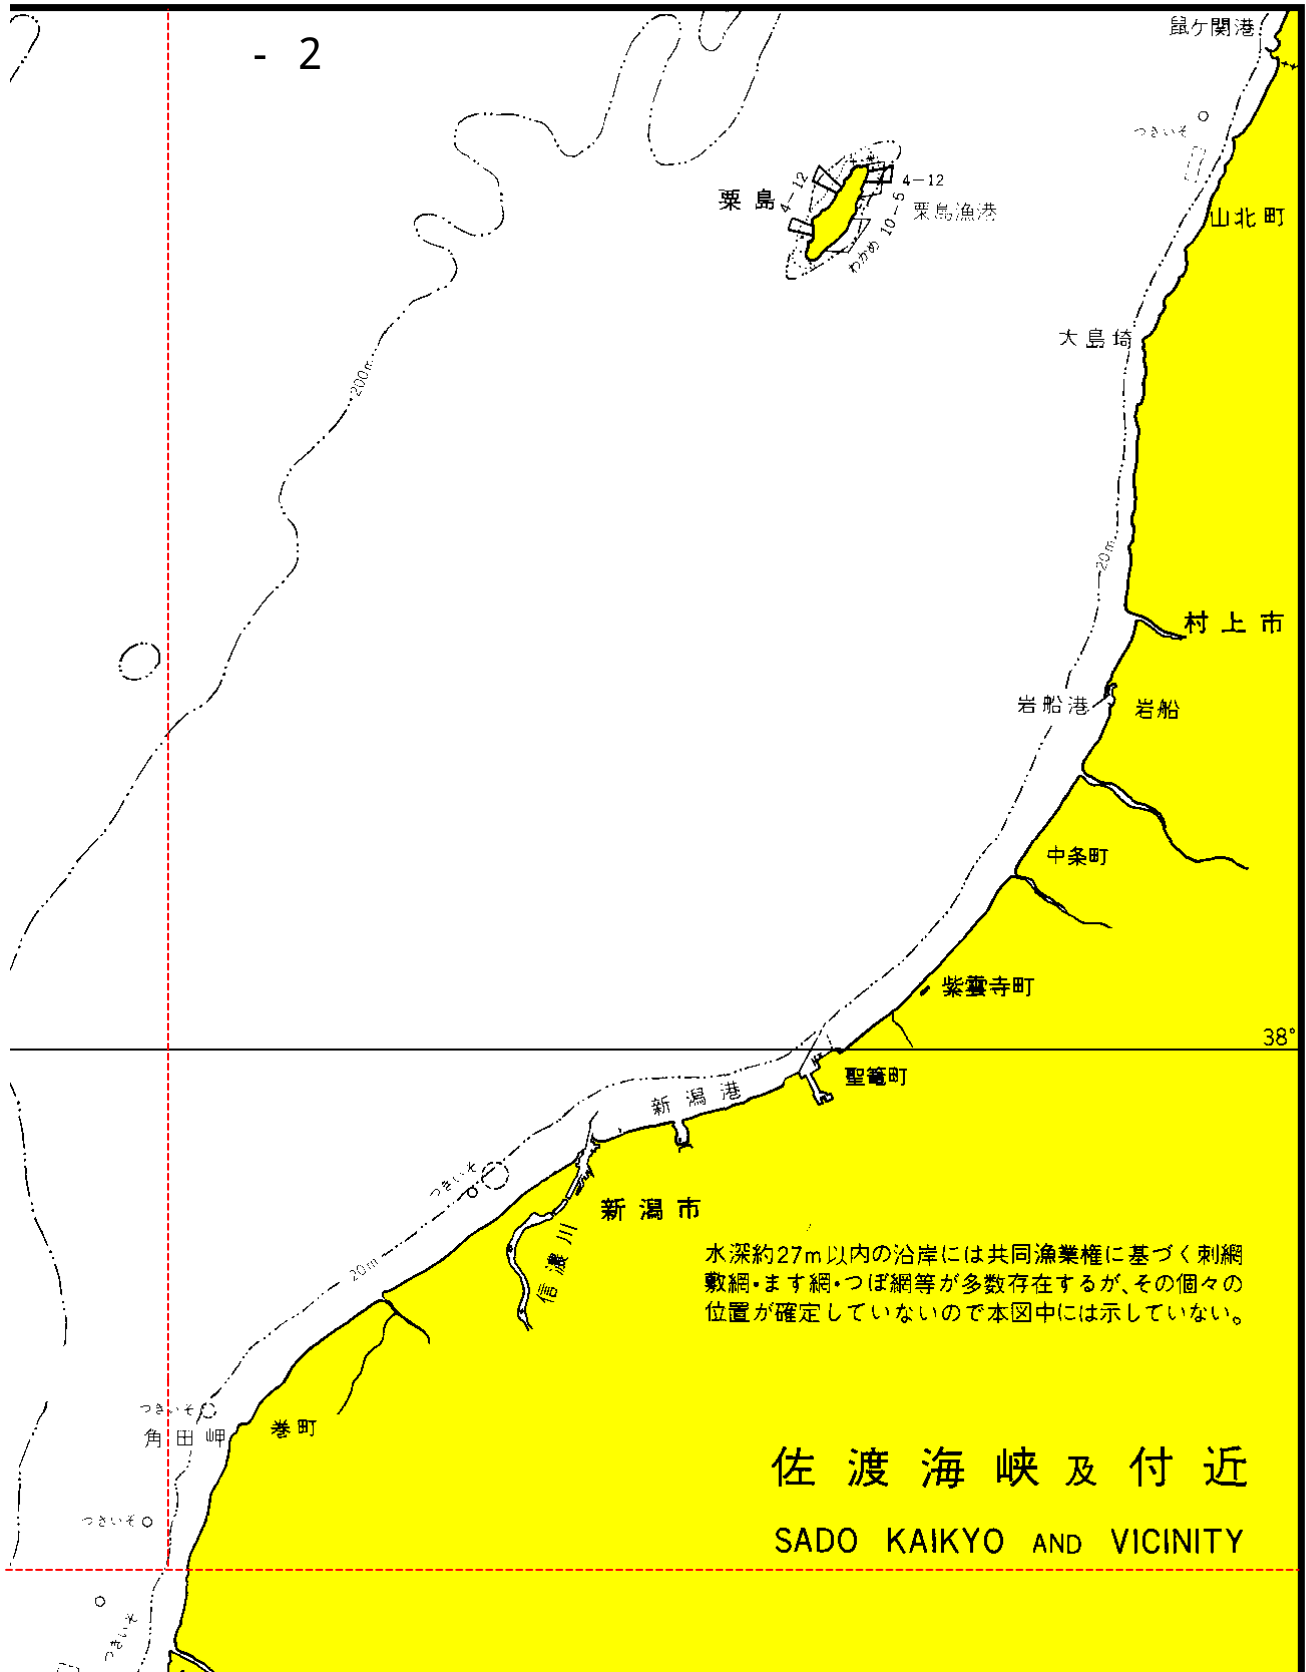 - 2
鼠ケ関港
つきいそ
粟島
4-12
4-12
粟島漁港
わかめ 10-5
山北町
大島埼
200m
20m
村上市
岩船港
岩船
中条町
紫雲寺町
38°
聖篭町
新潟港
つきいそ
新潟市
信濃川
20m
水深約27m以内の沿岸には共同漁業権に基づく刺網
敷網・ます網・つぼ網等が多数存在するが、その個々の
位置が確定していないので本図中には示していない。
つきいそ
角田岬
巻町
佐渡海峡及付近
つきいそ
SADO KAIKYO AND VICINITY
つきいそ